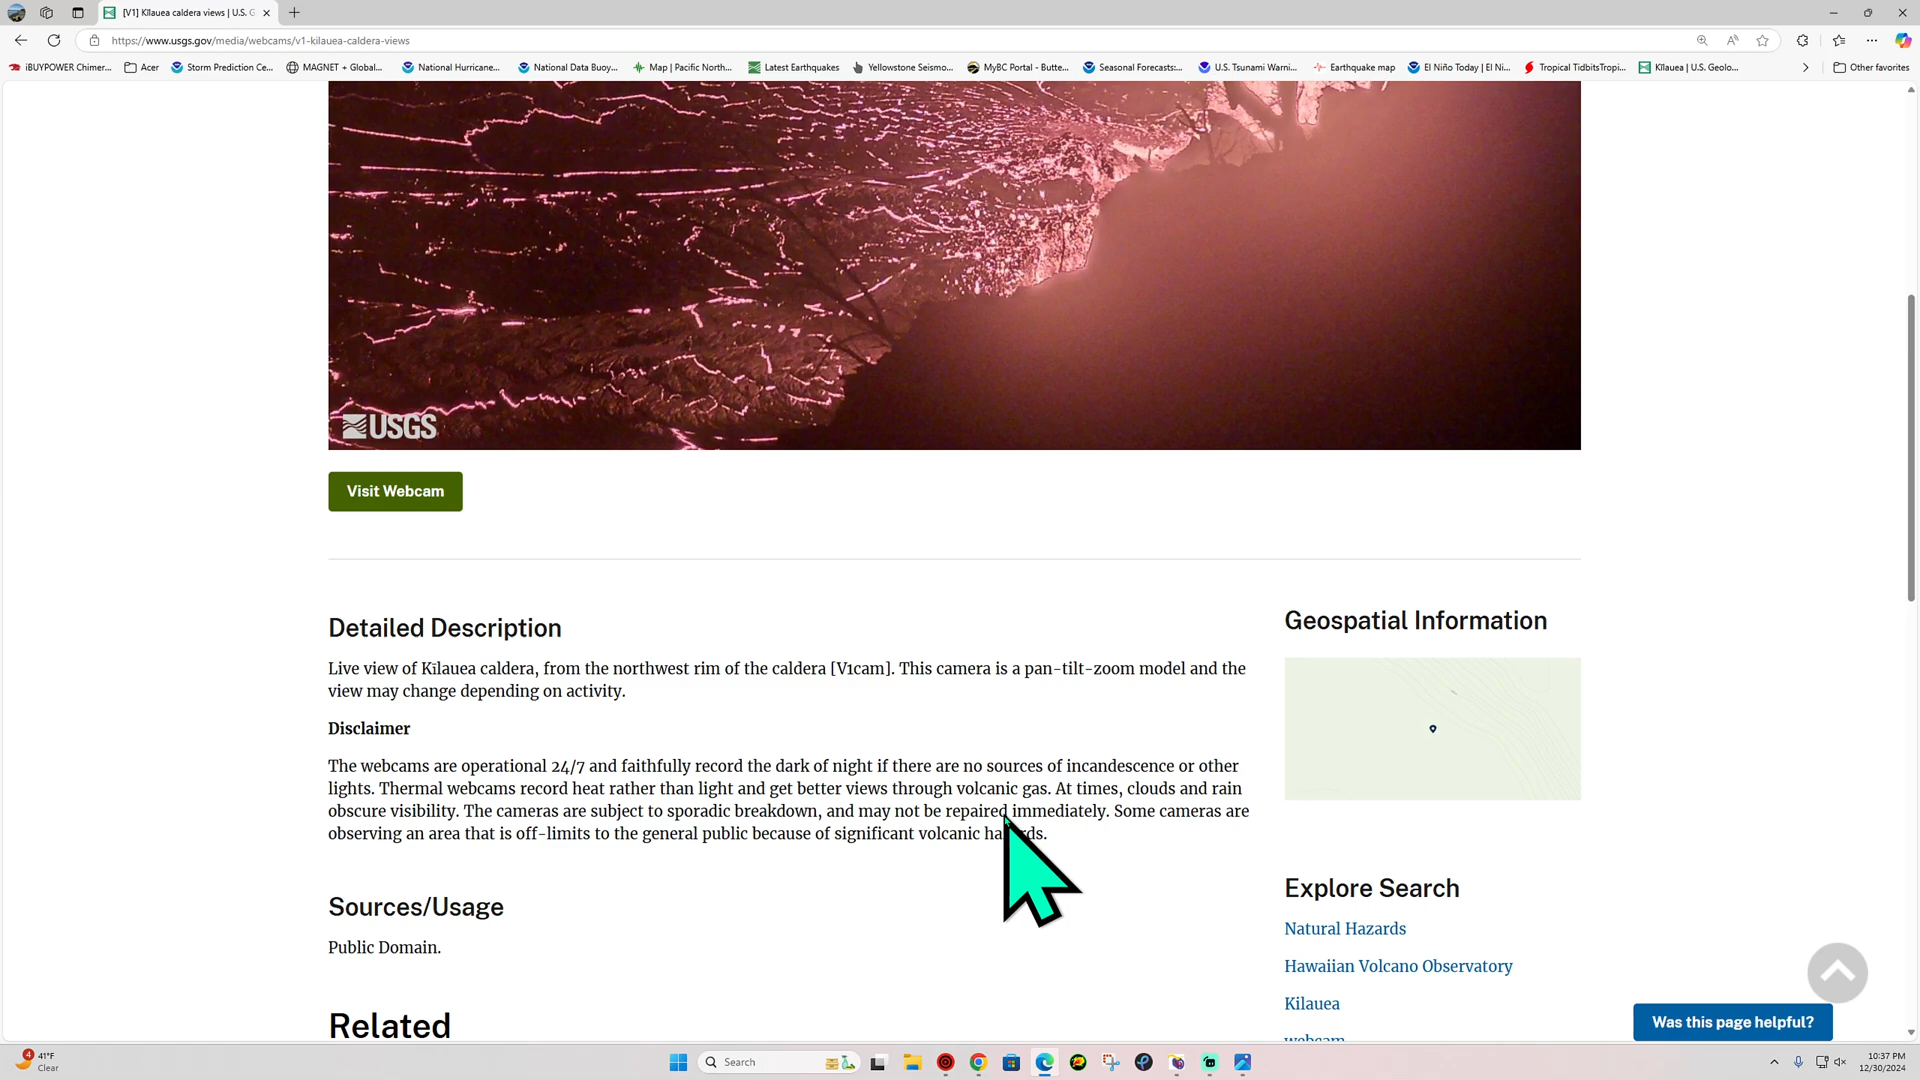 [V1] Kīlauea caldera views | U.S. G
https://www.usgs.gov/media/webcams/v1-kilauea-caldera-views
iBUYPOWER Chimer...
Acer
Storm Prediction Ce...
MAGNET + Global...
National Hurricane...
National Data Buoy...
Map | Pacific North...
Latest Earthquakes
Yellowstone Seismo...
MyBC Portal - Butte...
Seasonal Forecasts:...
U.S. Tsunami Warni...
Earthquake map
El Niño Today | El Ni...
Tropical TidbitsTropi...
Kīlauea | U.S. Geolo...
Other favorites
USGS
Visit Webcam
Detailed Description
Live view of Kīlauea caldera, from the northwest rim of the caldera [V1cam]. This camera is a pan-tilt-zoom model and the
view may change depending on activity.
Disclaimer
The webcams are operational 24/7 and faithfully record the dark of night if there are no sources of incandescence or other
lights. Thermal webcams record heat rather than light and get better views through volcanic gas. At times, clouds and rain
obscure visibility. The cameras are subject to sporadic breakdown, and may not be repaired immediately. Some cameras are
observing an area that is off-limits to the general public because of significant volcanic hazards.
Sources/Usage
Public Domain.
Related
Geospatial Information
Explore Search
Natural Hazards
Hawaiian Volcano Observatory
Kilauea
webcam
Was this page helpful?
4
41°F
Clear
Search
10:37 PM
12/30/2024